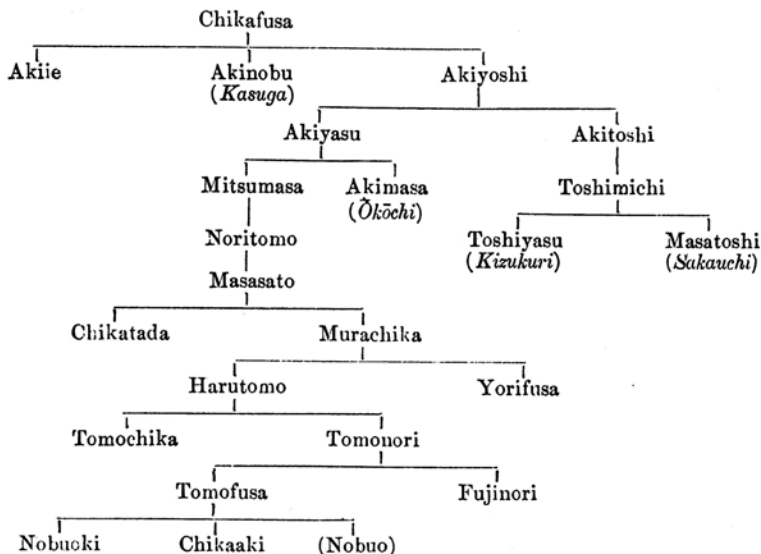 Chikafusa
Akiie Akinobu Akiyoshi
(Kasuga)
Akiyasu Akitoshi
Mitsumasa Akimasa Toshimichi
(Ōkōchi)
Noritomo Toshiyasu Masatoshi
(Kizukuri) (Sakauchi)
Masasato
Chikatada Murachika
Harutomo Yorifusa
Tomochika Tomonori
Tomofusa Fujinori
Nobuoki Chikaaki (Nobuo)